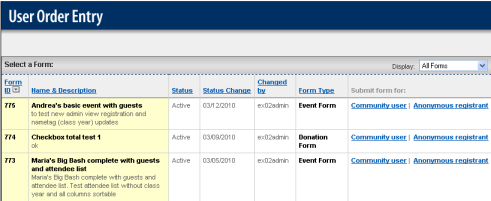 User Order Entry
Select a Form:
Display: All Forms
Form ID Name & Description Status Status Change Changed by Form Type Submit form for:
775 Andrea's basic event with guests Active 03/12/2010 ex02admin Event Form Community user | Anonymous registrant
to test new admin view registration and
nametag (class year) updates
774 Checkbox total test 1 Active 03/09/2010 ex02admin Donation Form Community user | Anonymous registrant
ok
773 Maria's Big Bash complete with guests Active 03/05/2010 ex02admin Event Form Community user | Anonymous registrant
and attendee list
Maria's Big Bash complete with guests and
attendee list. Test attendee list without class
year and all columns sortable